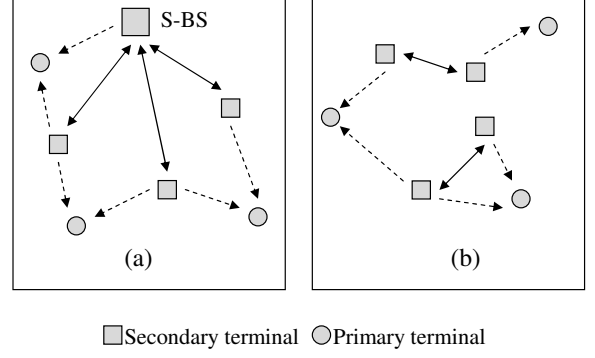 S-BS
(a)
(b)
Secondary terminal
Primary terminal